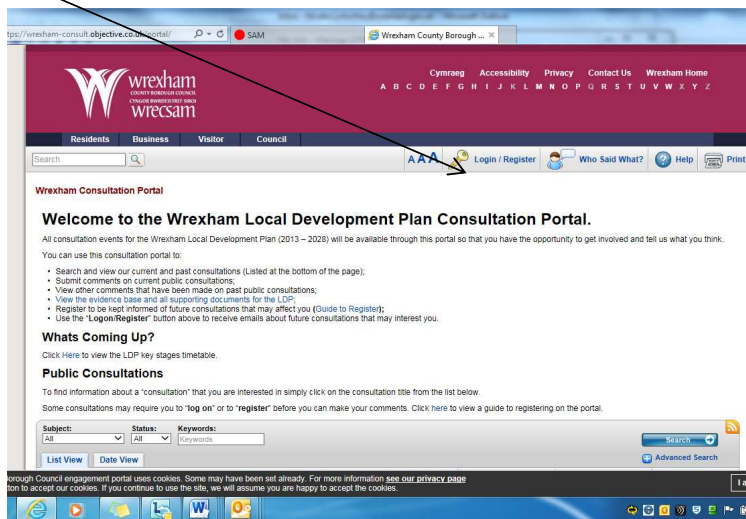 tps://wrexham-consult.objective.co.uk/portal/
SAM
Wrexham County Borough ...
wrexham
COUNTY BOROUGH COUNCIL
CYNGOR BWRDEISTREF SIROL
wrecsam
Cymraeg Accessibility Privacy Contact Us Wrexham Home
A B C D E F G H I J K L M N O P Q R S T U V W X Y Z
Residents Business Visitor Council
Search
A A A Login / Register Who Said What? Help Print
Wrexham Consultation Portal
Welcome to the Wrexham Local Development Plan Consultation Portal.
All consultation events for the Wrexham Local Development Plan (2013 – 2028) will be available through this portal so that you have the opportunity to get involved and tell us what you think.
You can use this consultation portal to:
• Search and view our current and past consultations (Listed at the bottom of the page);
• Submit comments on current public consultations;
• View other comments that have been made on past public consultations;
• View the evidence base and all supporting documents for the LDP;
• Register to be kept informed of future consultations that may affect you (Guide to Register);
• Use the "Logon/Register" button above to receive emails about future consultations that may interest you.
Whats Coming Up?
Click Here to view the LDP key stages timetable.
Public Consultations
To find information about a "consultation" that you are interested in simply click on the consultation title from the list below.
Some consultations may require you to "log on" or to "register" before you can make your comments. Click here to view a guide to registering on the portal.
Subject: Status: Keywords:
All All Keywords
Search
List View Date View
Advanced Search
orough Council engagement portal uses cookies. Some may have been set already. For more information see our privacy page
tton to accept our cookies. If you continue to use the site, we will assume you are happy to accept the cookies.
I a